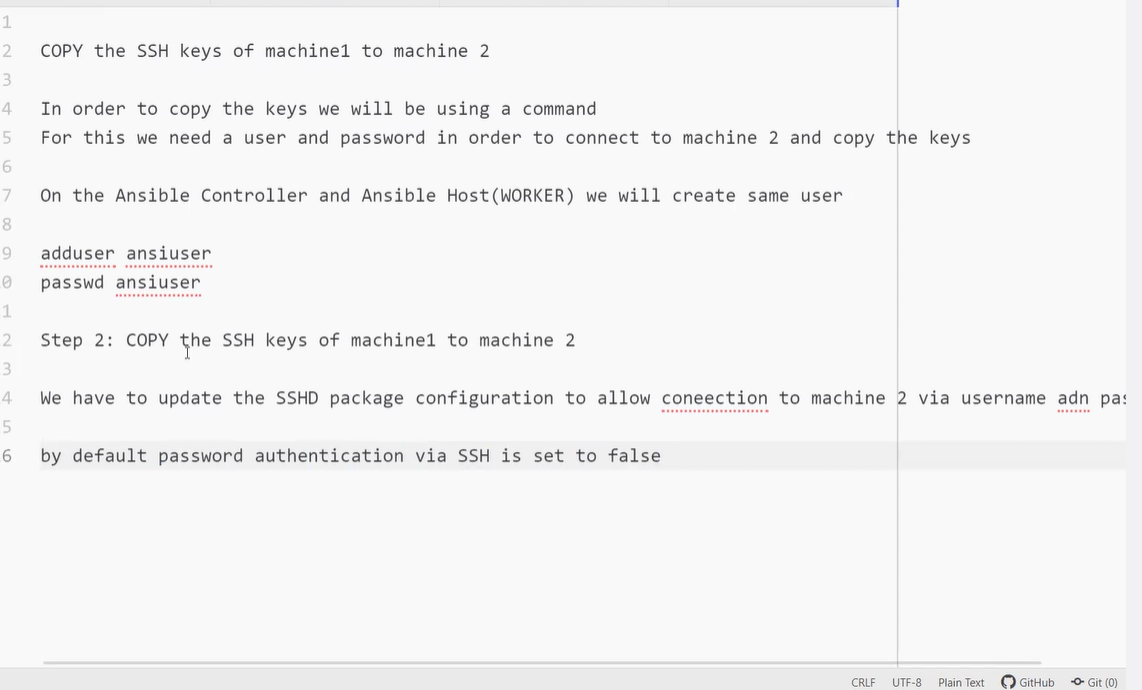 1
2 COPY the SSH keys of machine1 to machine 2
3
4 In order to copy the keys we will be using a command
5 For this we need a user and password in order to connect to machine 2 and copy the keys
6
7 On the Ansible Controller and Ansible Host(WORKER) we will create same user
8
9 adduser ansiuser
0 passwd ansiuser
1
2 Step 2: COPY the SSH keys of machine1 to machine 2
3
4 We have to update the SSHD package configuration to allow coneection to machine 2 via username adn pas
5
6 by default password authentication via SSH is set to false
CRLF UTF-8 Plain Text GitHub Git (0)